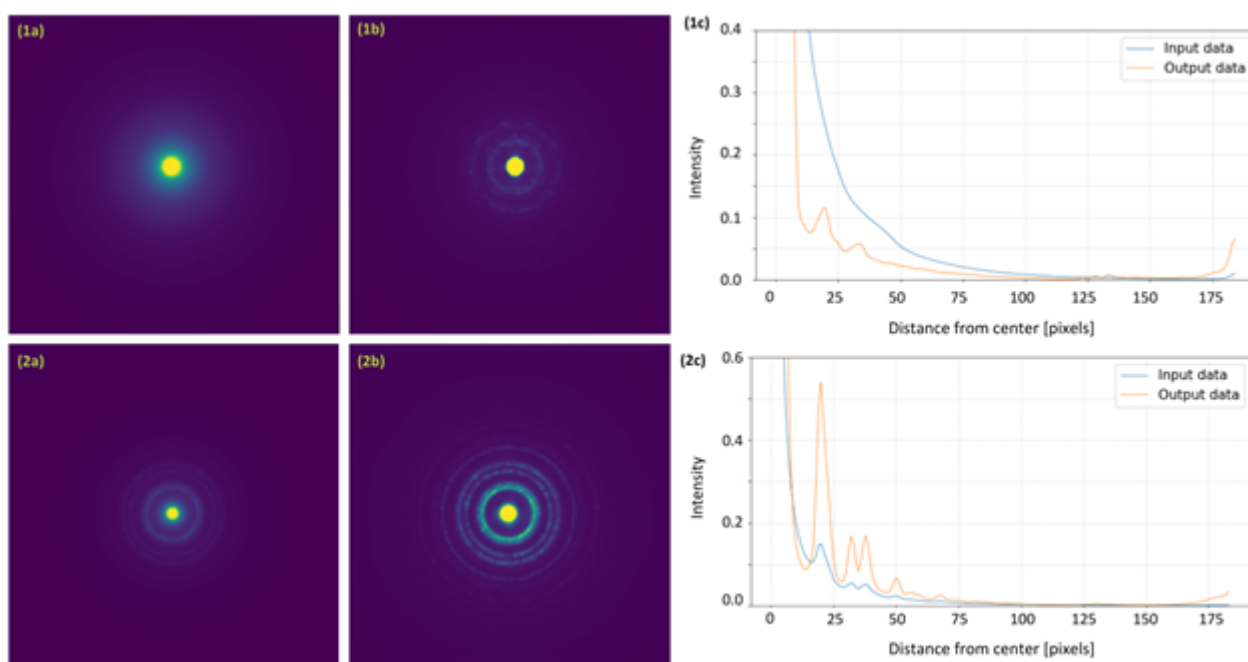 (1a)
(1b)
(1c)
0.4
0.3
0.2
0.1
0.0
Intensity
Input data
Output data
0
25
50
75
100
125
150
175
Distance from center [pixels]
(2a)
(2b)
(2c)
0.6
0.4
0.2
0.0
Intensity
Input data
Output data
0
25
50
75
100
125
150
175
Distance from center [pixels]